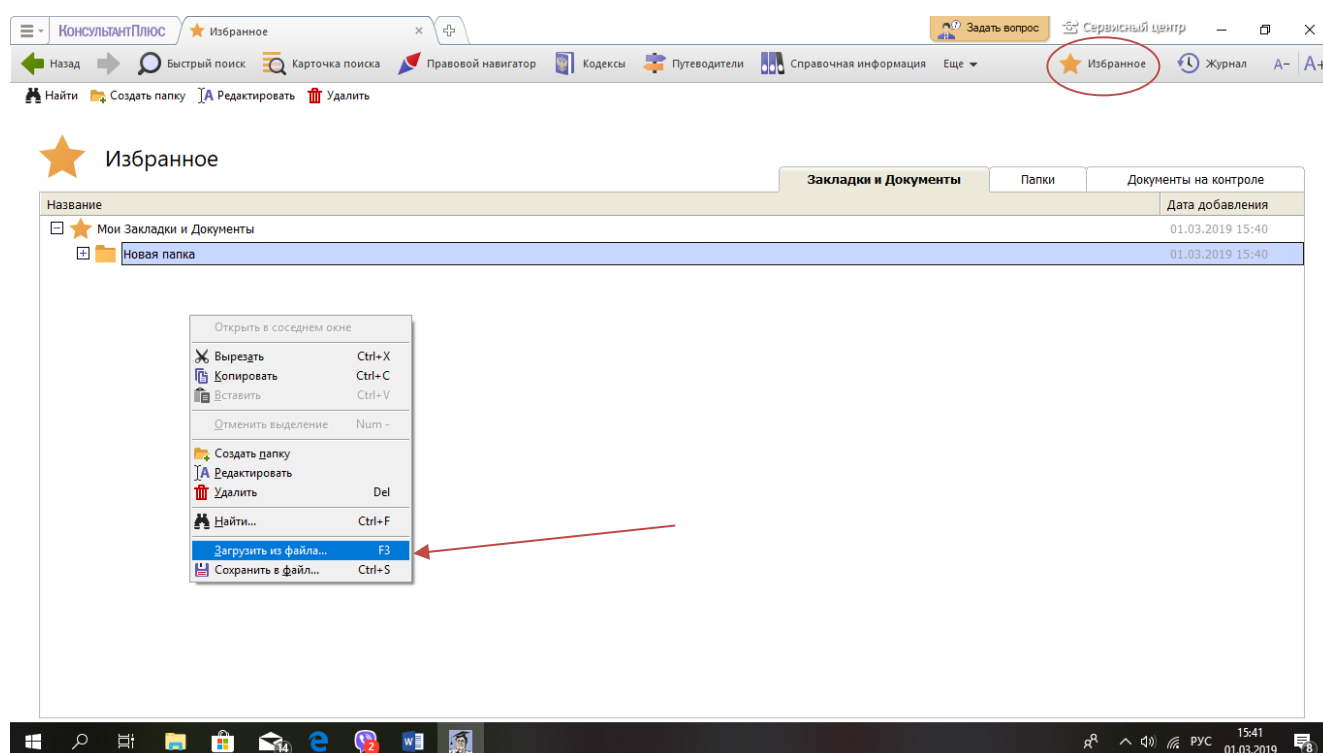 КонсультантПлюс Избранное Задать вопрос Сервисный центр
Назад Быстрый поиск Карточка поиска Правовой навигатор Кодексы Путеводители Справочная информация Еще Избранное Журнал А- А+
Найти Создать папку Редактировать Удалить
Избранное
Закладки и Документы Папки Документы на контроле
Название Дата добавления
Мои Закладки и Документы 01.03.2019 15:40
Новая папка 01.03.2019 15:40
Открыть в соседнем окне
Вырезать Ctrl+X
Копировать Ctrl+C
Вставить Ctrl+V
Отменить выделение Num -
Создать папку
Редактировать
Удалить Del
Найти... Ctrl+F
Загрузить из файла... F3
Сохранить в файл... Ctrl+S
14 2 W РУС 15:41
01.03.2019 8